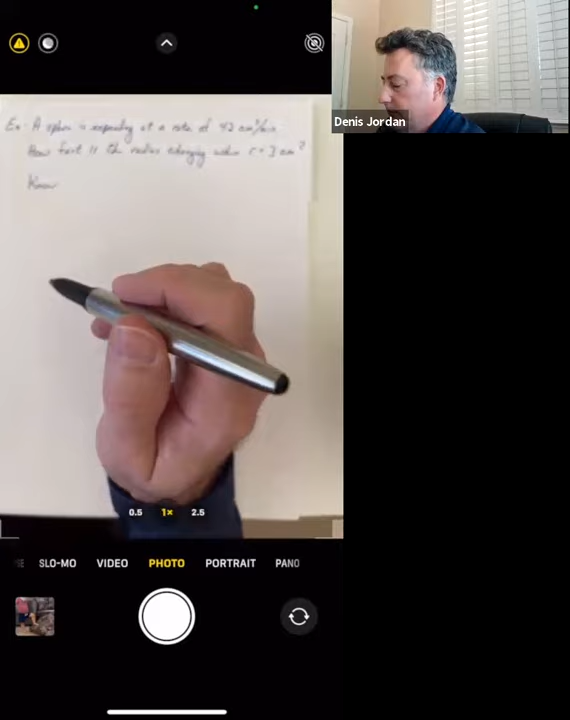 Denis Jordan
Ex. A sphere is expanding at a rate of 42 cm³/min.
How fast is the radius changing when r = 3 cm?
Know
0.5 1× 2.5
SLO-MO VIDEO PHOTO PORTRAIT PANO